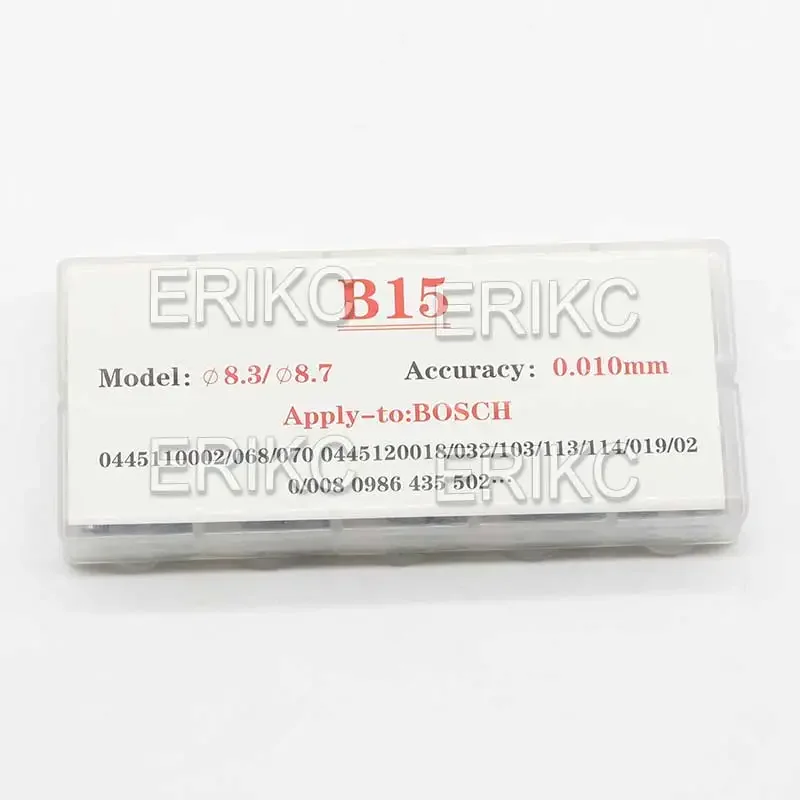 B15
Model: ∅8.3/∅8.7 Accuracy: 0.010mm
Apply-to:BOSCH
0445110002/068/070 0445120018/032/103/113/114/019/02
0/008 0986 435 502···
ERIKC ERIKC
ERIKC ERIKC